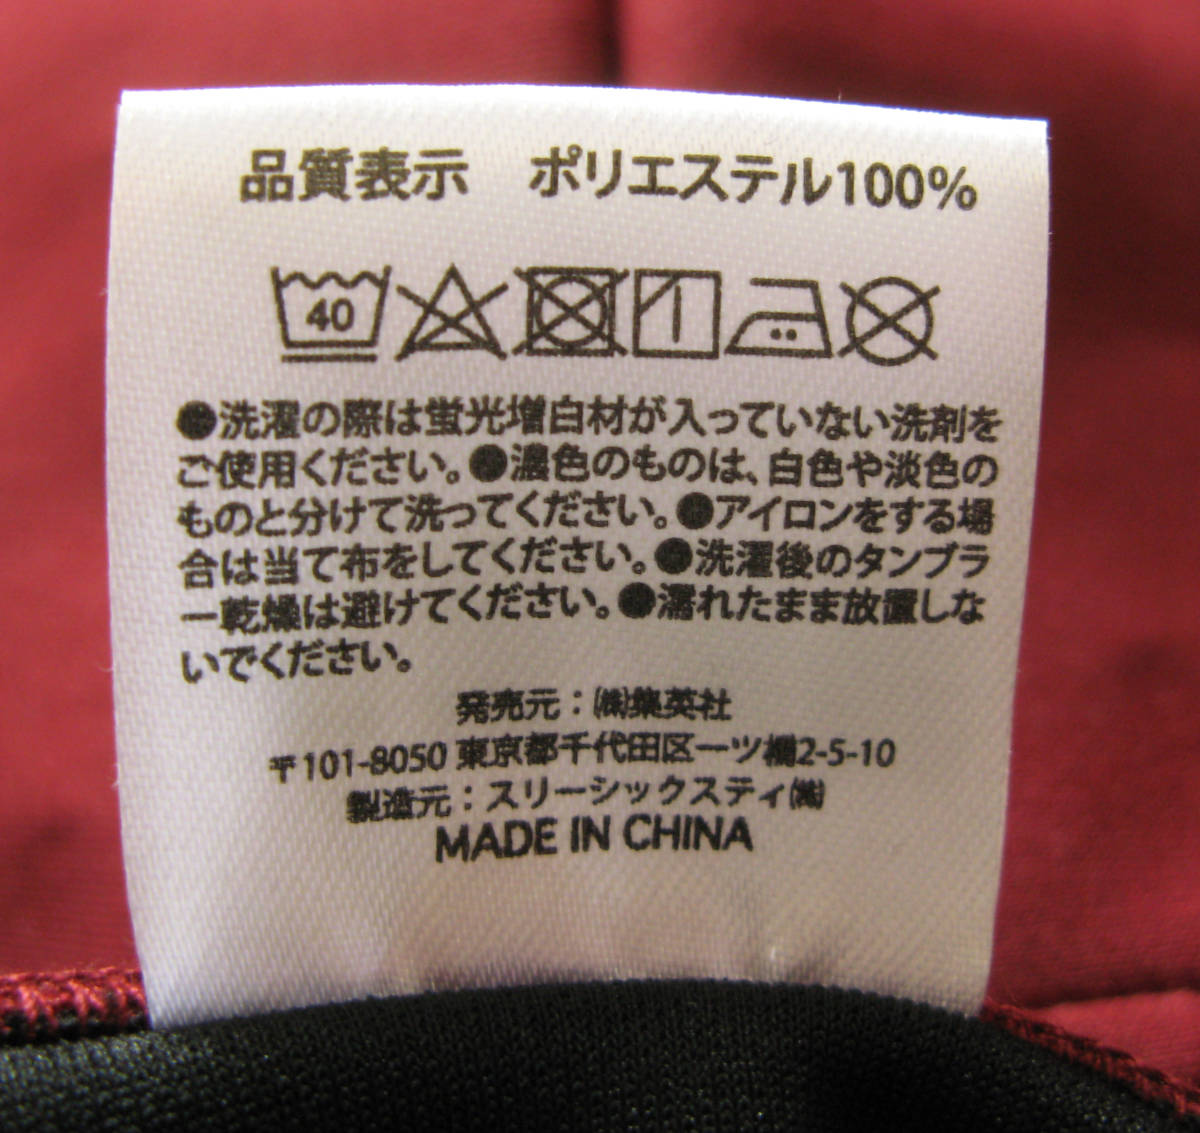 品質表示　ポリエステル100%
40
●洗濯の際は蛍光増白材が入っていない洗剤を
ご使用ください。●濃色のものは、白色や淡色の
ものと分けて洗ってください。●アイロンをする場
合は当て布をしてください。●洗濯後のタンブラ
ー乾燥は避けてください。●濡れたまま放置しな
いでください。
発売元：㈱集英社
〒101-8050 東京都千代田区一ツ橋2-5-10
製造元：スリーシックスティ㈱
MADE IN CHINA